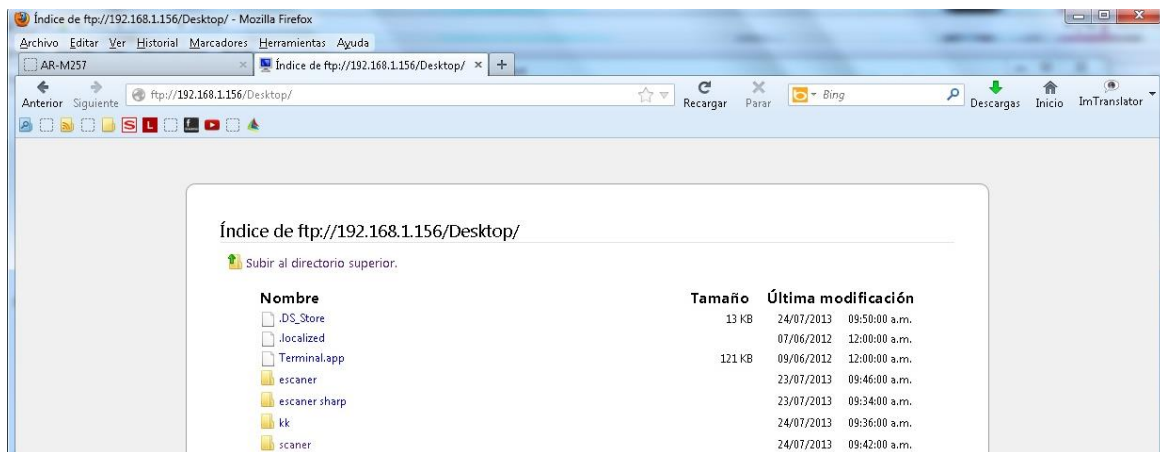 Índice de ftp://192.168.1.156/Desktop/ - Mozilla Firefox
Archivo Editar Ver Historial Marcadores Herramientas Ayuda
AR-M257 Índice de ftp://192.168.1.156/Desktop/
Anterior Siguiente ftp://192.168.1.156/Desktop/ Recargar Parar Bing Descargas Inicio ImTranslator
S L f
Índice de ftp://192.168.1.156/Desktop/
Subir al directorio superior.
Nombre Tamaño Última modificación
.DS_Store 13 KB 24/07/2013 09:50:00 a.m.
.localized 07/06/2012 12:00:00 a.m.
Terminal.app 121 KB 09/06/2012 12:00:00 a.m.
escaner 23/07/2013 09:46:00 a.m.
escaner sharp 23/07/2013 09:34:00 a.m.
kk 24/07/2013 09:36:00 a.m.
scaner 24/07/2013 09:42:00 a.m.